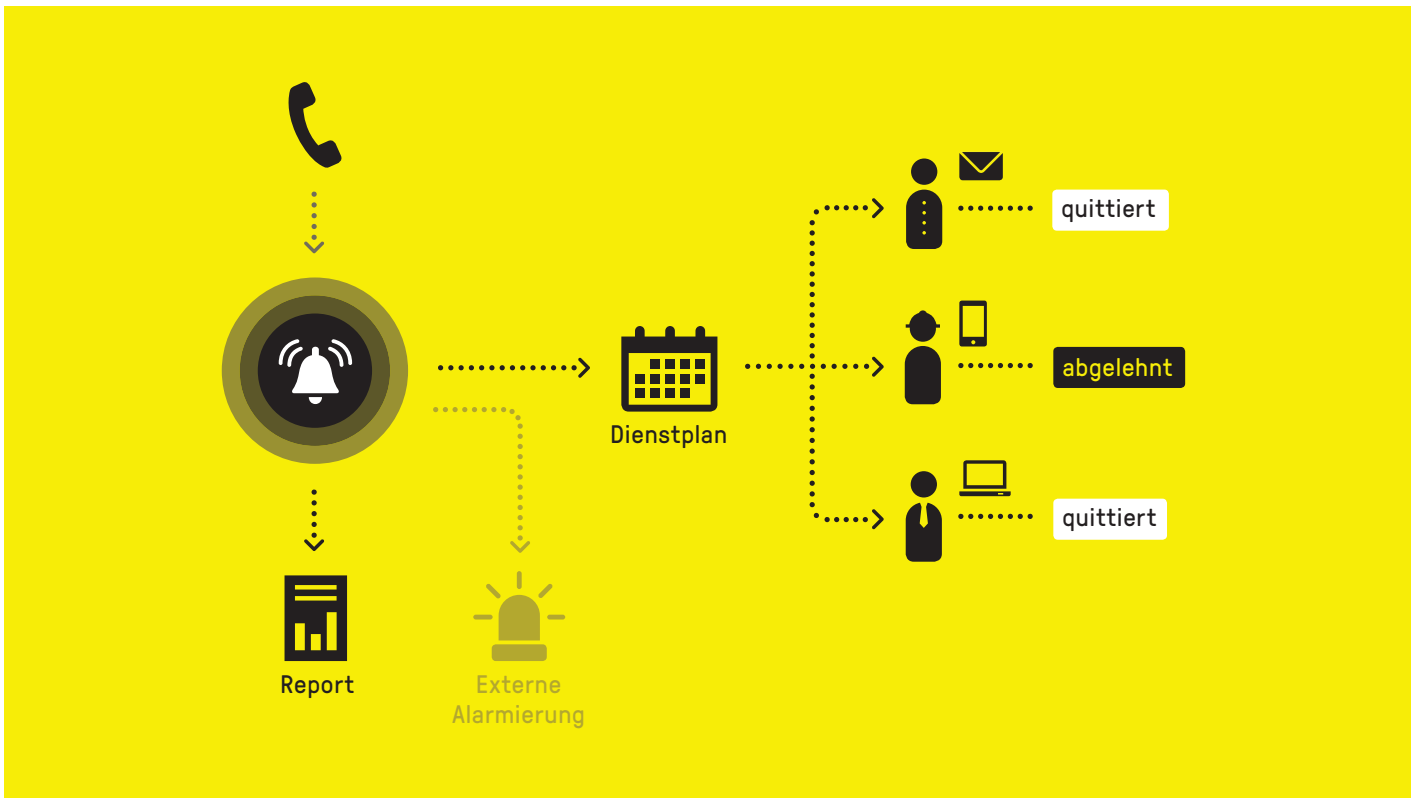 quittiert
abgelehnt
Dienstplan
quittiert
Report
Externe
Alarmierung